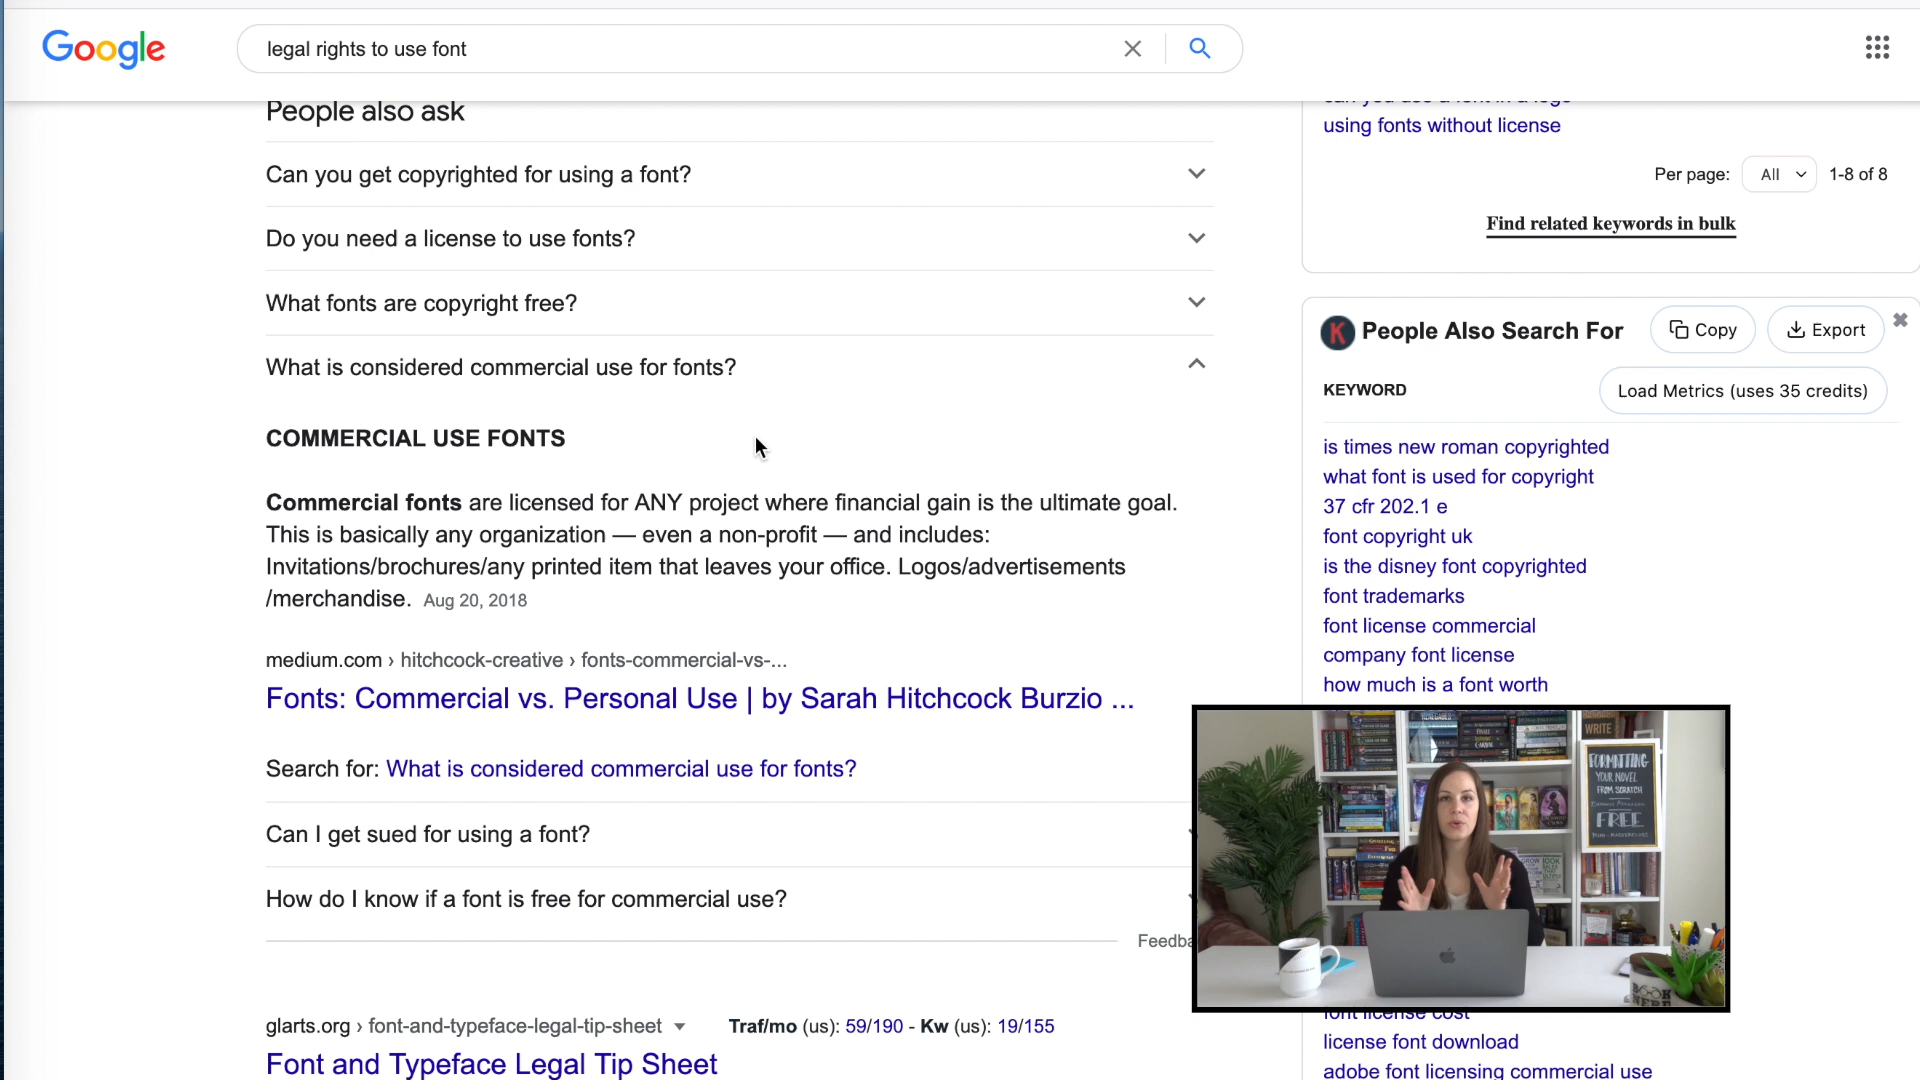 Google
legal rights to use font
People also ask
Can you get copyrighted for using a font?
Do you need a license to use fonts?
What fonts are copyright free?
What is considered commercial use for fonts?
COMMERCIAL USE FONTS
Commercial fonts are licensed for ANY project where financial gain is the ultimate goal.
This is basically any organization — even a non-profit — and includes:
Invitations/brochures/any printed item that leaves your office. Logos/advertisements
/merchandise. Aug 20, 2018
medium.com › hitchcock-creative › fonts-commercial-vs-...
Fonts: Commercial vs. Personal Use | by Sarah Hitchcock Burzio ...
Search for: What is considered commercial use for fonts?
Can I get sued for using a font?
How do I know if a font is free for commercial use?
Feedba
glarts.org › font-and-typeface-legal-tip-sheet
Traf/mo (us): 59/190 - Kw (us): 19/155
Font and Typeface Legal Tip Sheet
can you use a font in a logo
using fonts without license
Per page: All 1-8 of 8
Find related keywords in bulk
K People Also Search For
Copy
Export
KEYWORD
Load Metrics (uses 35 credits)
is times new roman copyrighted
what font is used for copyright
37 cfr 202.1 e
font copyright uk
is the disney font copyrighted
font trademarks
font license commercial
company font license
how much is a font worth
WRITE
FORMATTING
YOUR NOVEL
FROM SCRATCH
FREE
font license cost
license font download
adobe font licensing commercial use